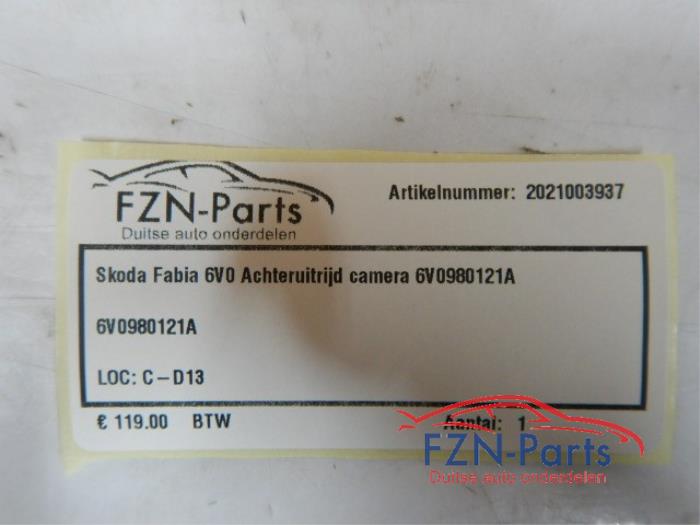 FZN-Parts
Duitse auto onderdelen
Artikelnummer: 2021003937
Skoda Fabia 6V0 Achteruitrijd camera 6V0980121A
6V0980121A
LOC: C-D13
€ 119.00 BTW
Aantal: 1
FZN-Parts
Duitse auto onderdelen